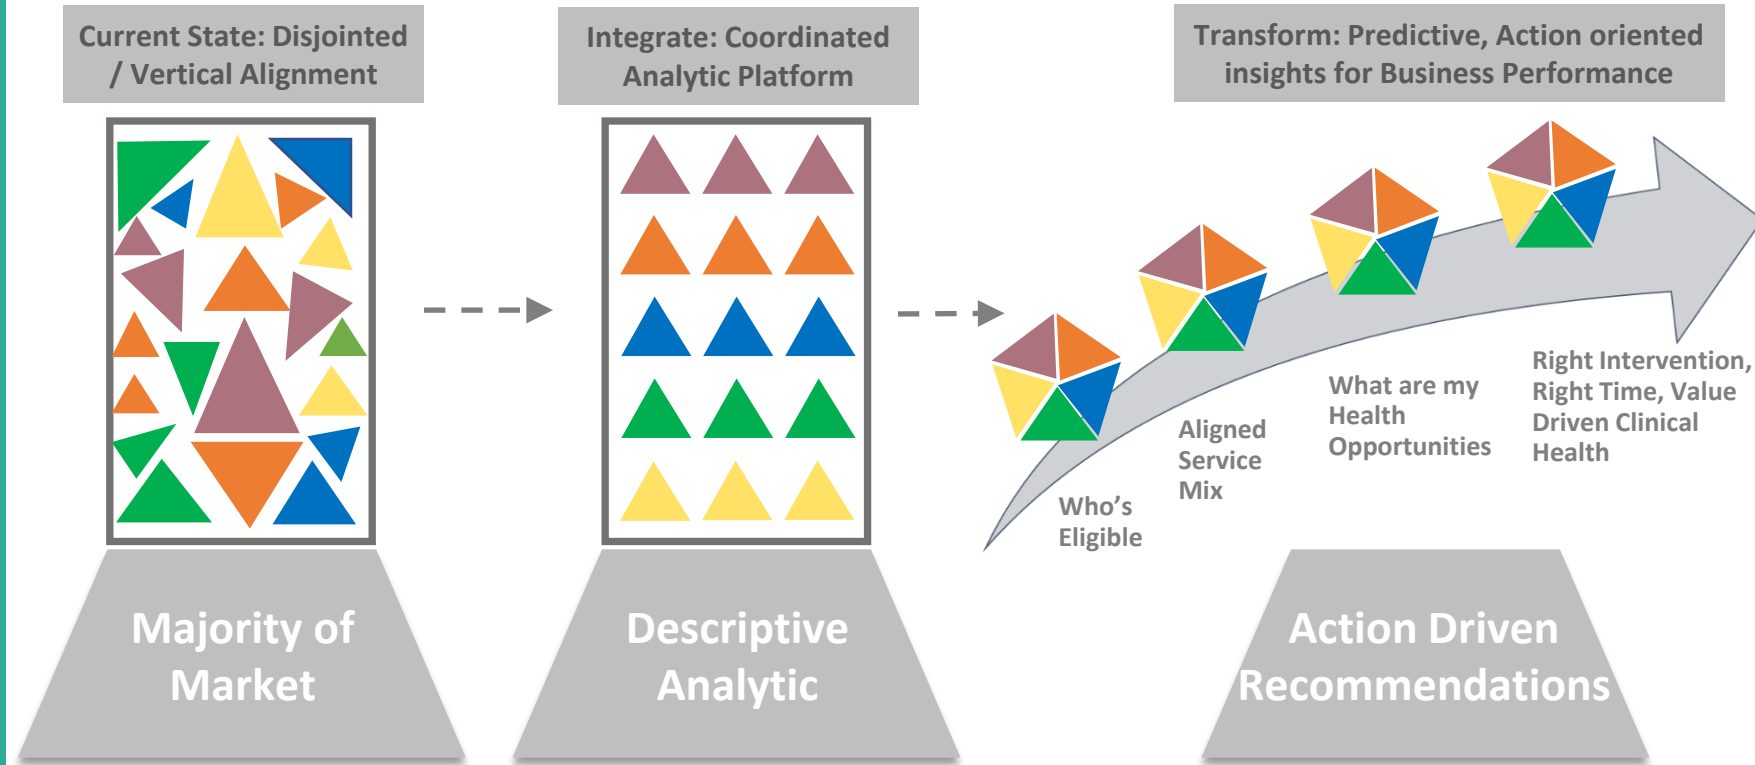 Current State: Disjointed
/ Vertical Alignment
Integrate: Coordinated
Analytic Platform
Transform: Predictive, Action oriented
insights for Business Performance
Who's
Eligible
Aligned
Service
Mix
What are my
Health
Opportunities
Right Intervention,
Right Time, Value
Driven Clinical
Health
Majority of
Market
Descriptive
Analytic
Action Driven
Recommendations